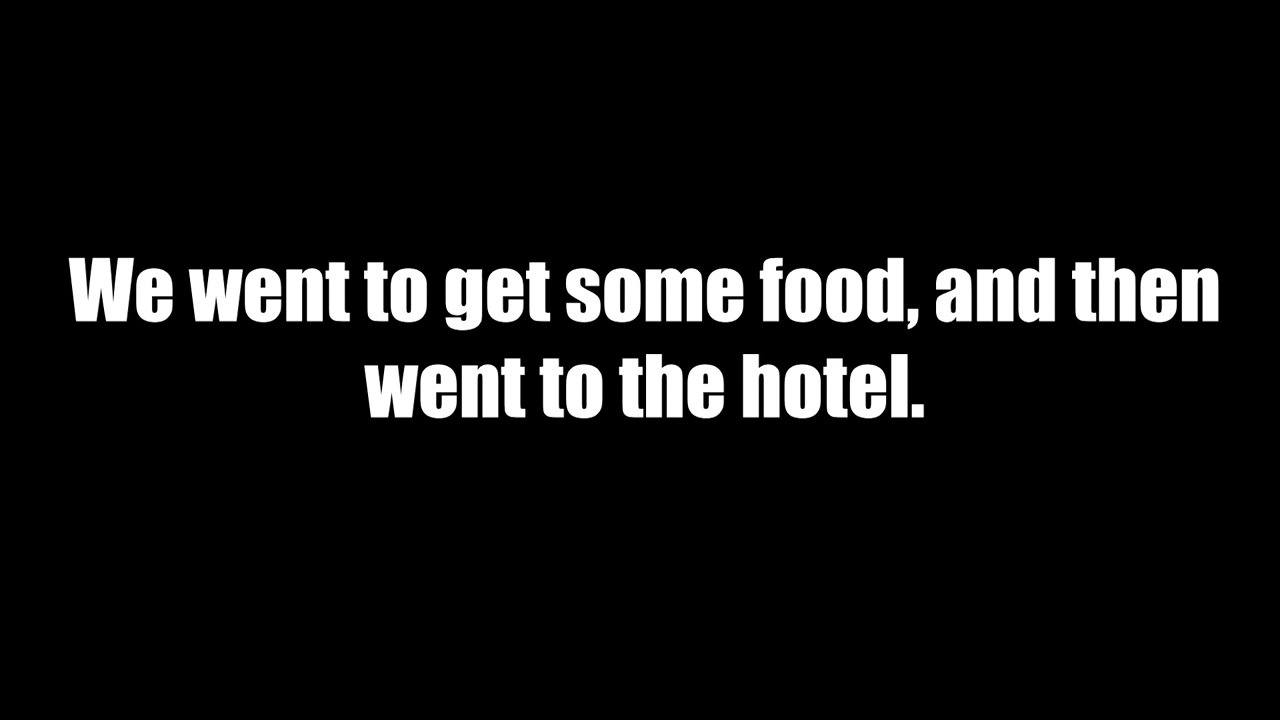 We went to get some food, and then
went to the hotel.